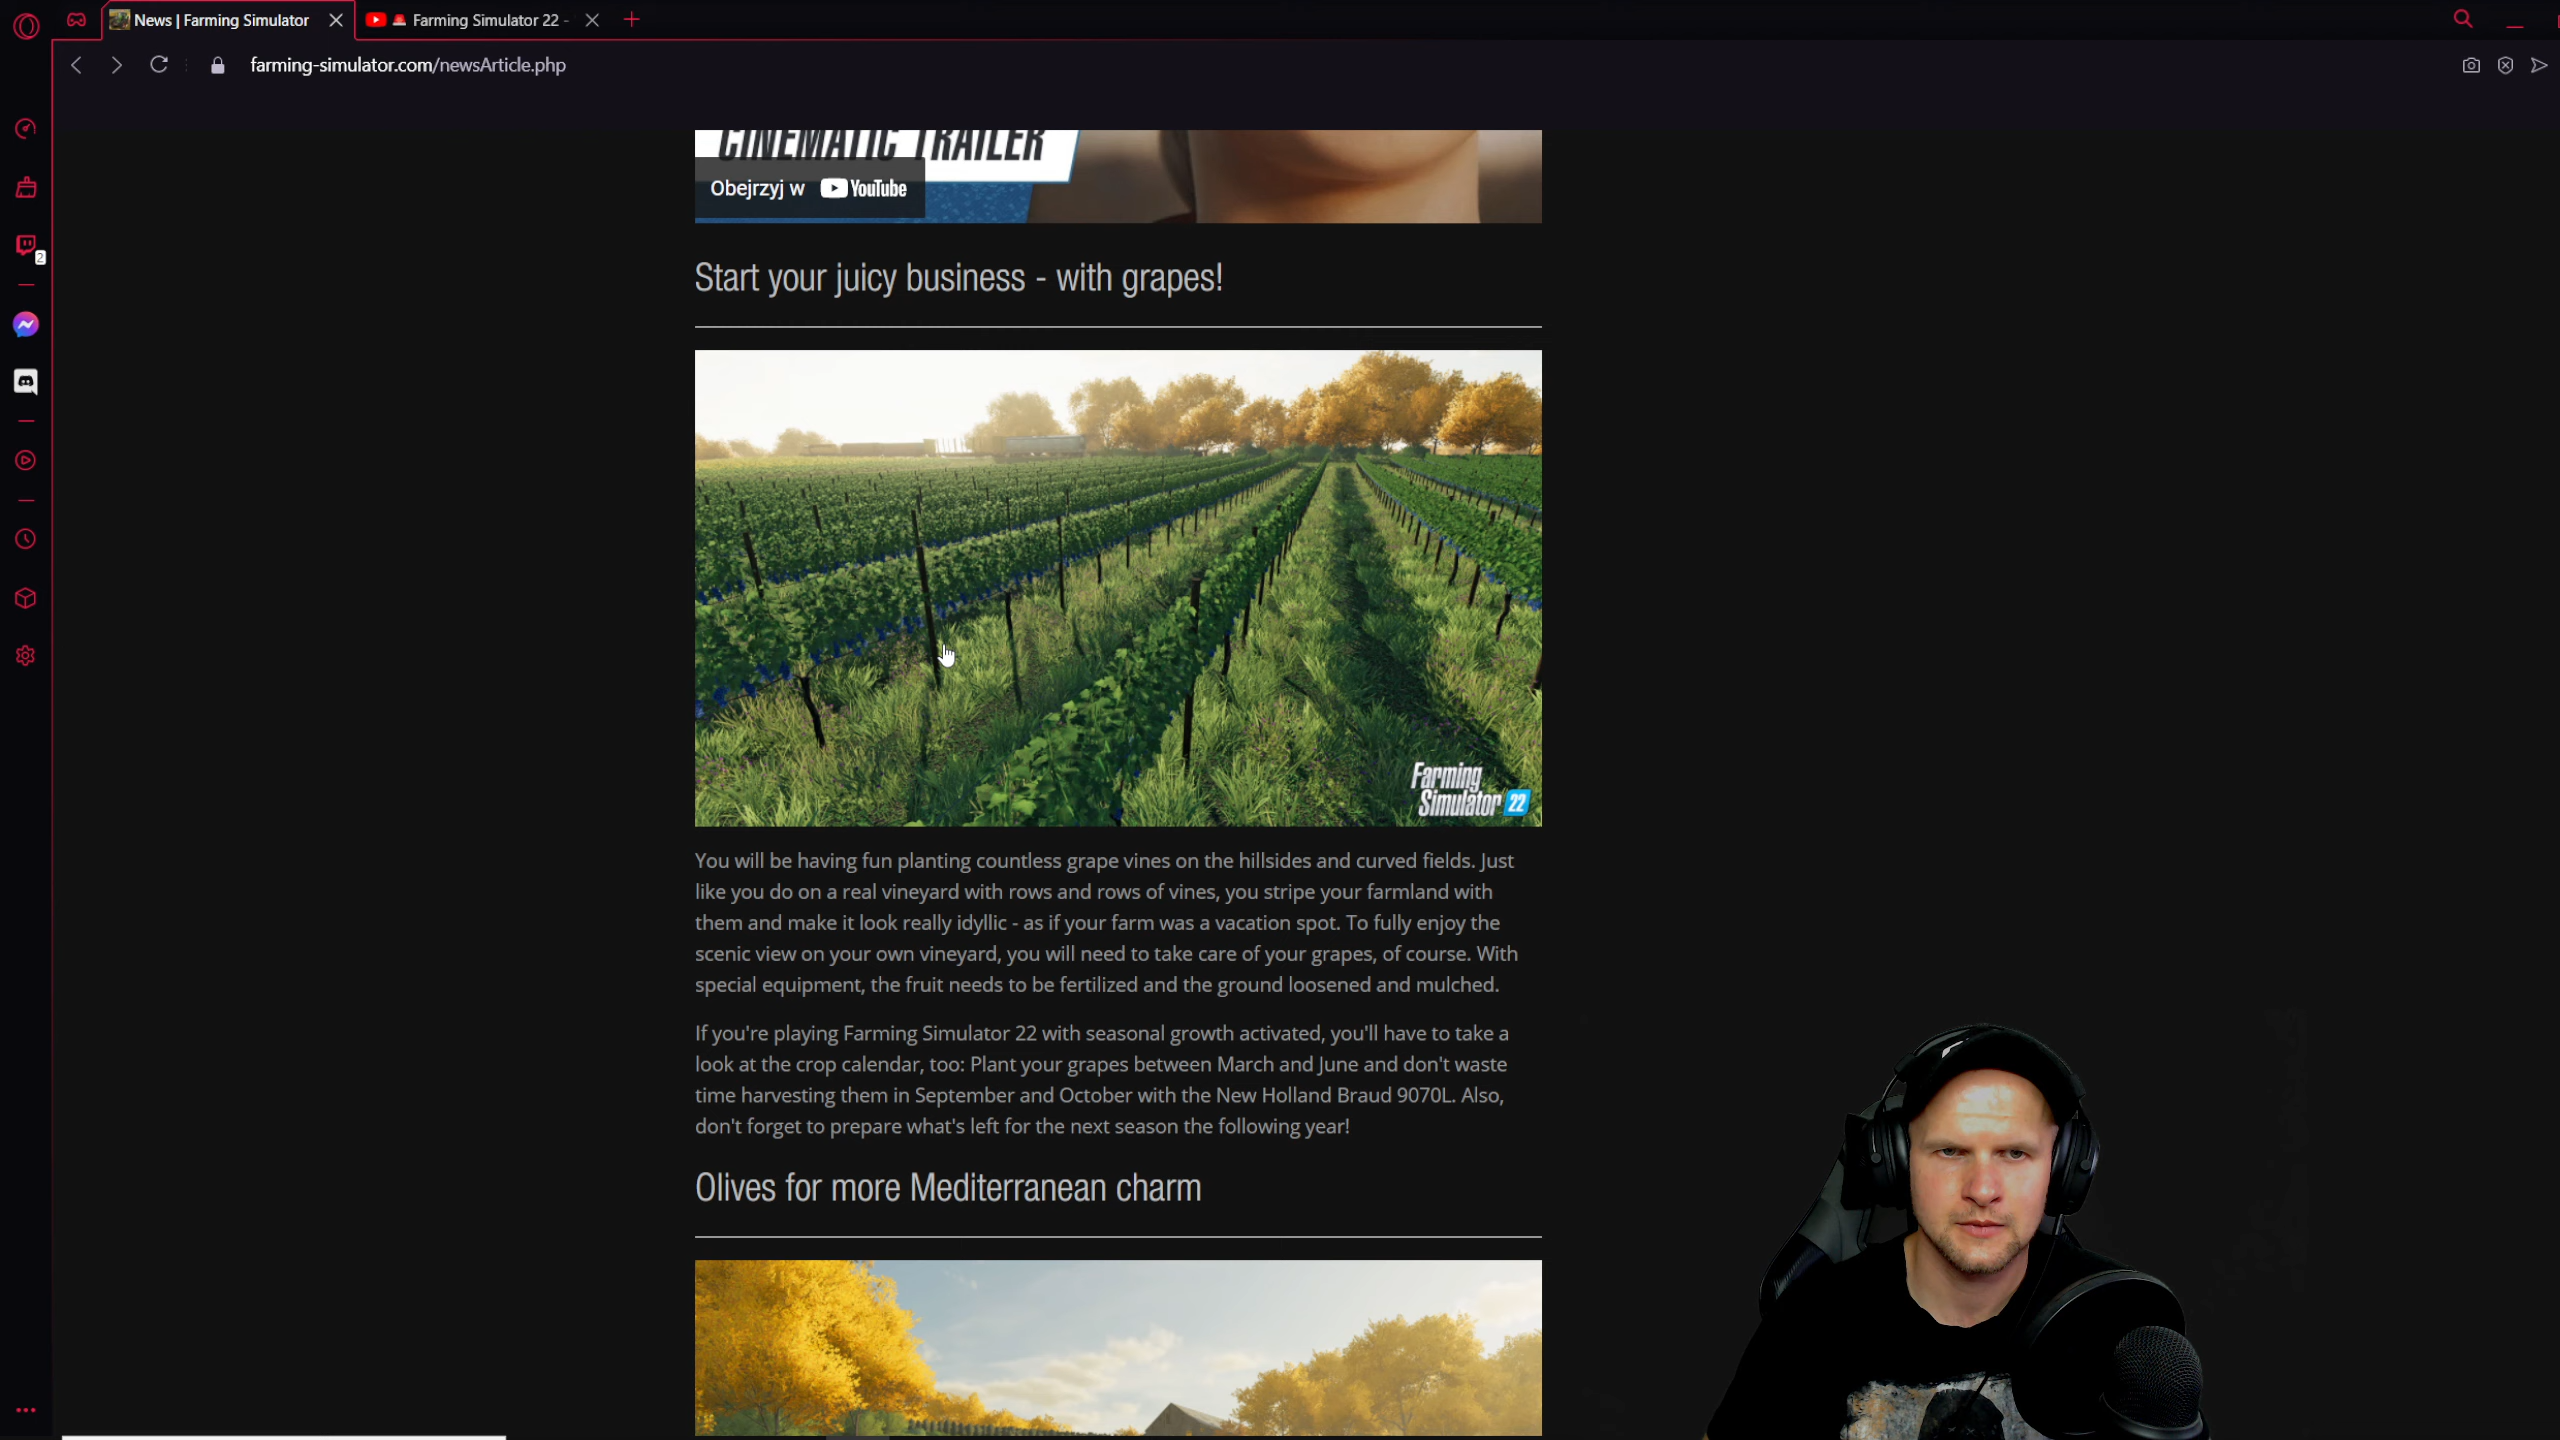 News | Farming Simulator
Farming Simulator 22 -
farming-simulator.com/newsArticle.php
2
CINEMATIC TRAILER
Obejrzyj w YouTube
Start your juicy business - with grapes!
Farming
Simulator 22
You will be having fun planting countless grape vines on the hillsides and curved fields. Just
like you do on a real vineyard with rows and rows of vines, you stripe your farmland with
them and make it look really idyllic - as if your farm was a vacation spot. To fully enjoy the
scenic view on your own vineyard, you will need to take care of your grapes, of course. With
special equipment, the fruit needs to be fertilized and the ground loosened and mulched.
If you're playing Farming Simulator 22 with seasonal growth activated, you'll have to take a
look at the crop calendar, too: Plant your grapes between March and June and don't waste
time harvesting them in September and October with the New Holland Braud 9070L. Also,
don't forget to prepare what's left for the next season the following year!
Olives for more Mediterranean charm